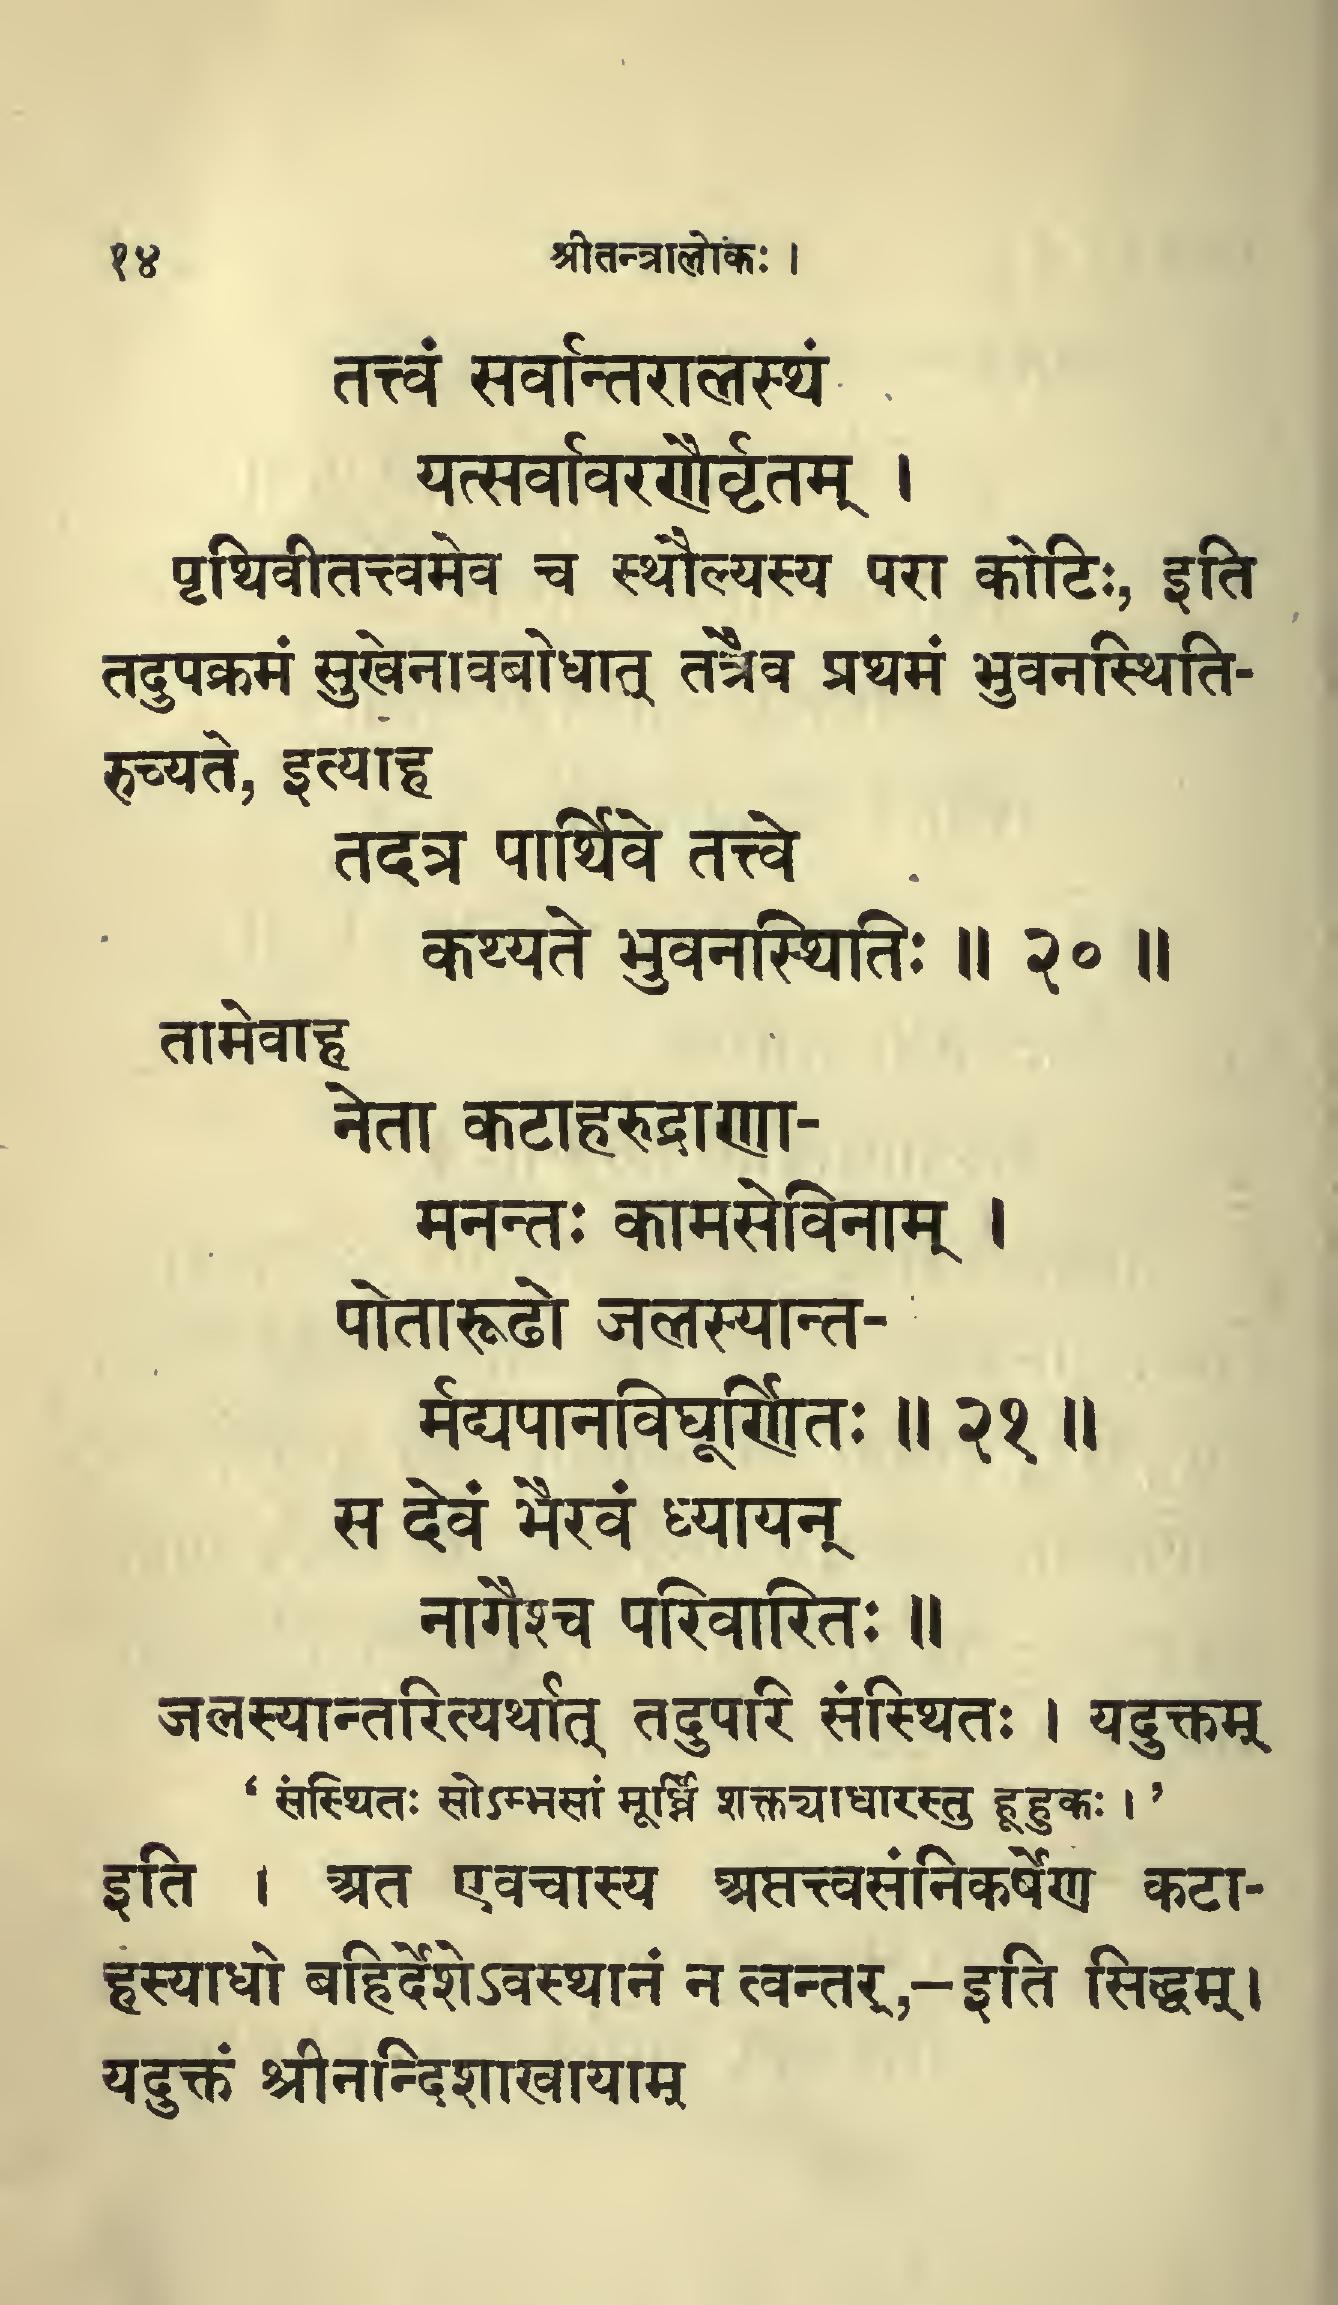 १४
श्रीतन्त्रालोकः ।
तत्त्वं सर्वान्तरालस्थं
यत्सर्वावरणैर्वृतम् ।
पृथिवीतत्त्वमेव च स्थौल्यस्य परा कोटिः, इति
तदुपक्रमं सुखेनावबोधात् तत्रैव प्रथमं भुवनस्थिति-
रुच्यते, इत्याह
तदत्र पार्थिवे तत्त्वे
कथ्यते भुवनस्थितिः ॥ २० ॥
तामेवाह
नेता कटाहरुद्राणा-
मनन्तः कामसेविनाम् ।
पोतारूढो जलस्यान्त-
र्मद्यपानविघूर्णितः ॥ २१ ॥
स देवं भैरवं ध्यायन्
नागैश्च परिवारितः ॥
जलस्यान्तरित्यर्थात् तदुपरि संस्थितः । यदुक्तम्
‘ संस्थितः सोऽम्भसां मूर्ध्नि शक्त्याधारस्तु हूहुकः । ’
इति । अत एवचास्य अप्तत्त्वसंनिकर्षेण कटा-
हस्याधो बहिर्देशेऽवस्थानं न त्वन्तर्,—इति सिद्धम् ।
यदुक्तं श्रीनन्दिशाखायाम्